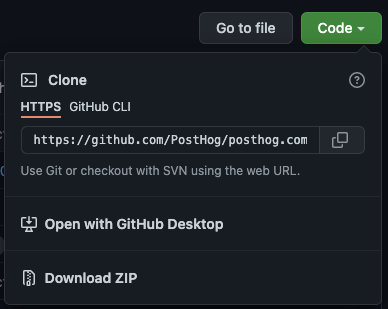 Go to file
Code
Clone
HTTPS GitHub CLI
https://github.com/PostHog/posthog.com
Use Git or checkout with SVN using the web URL.
Open with GitHub Desktop
Download ZIP